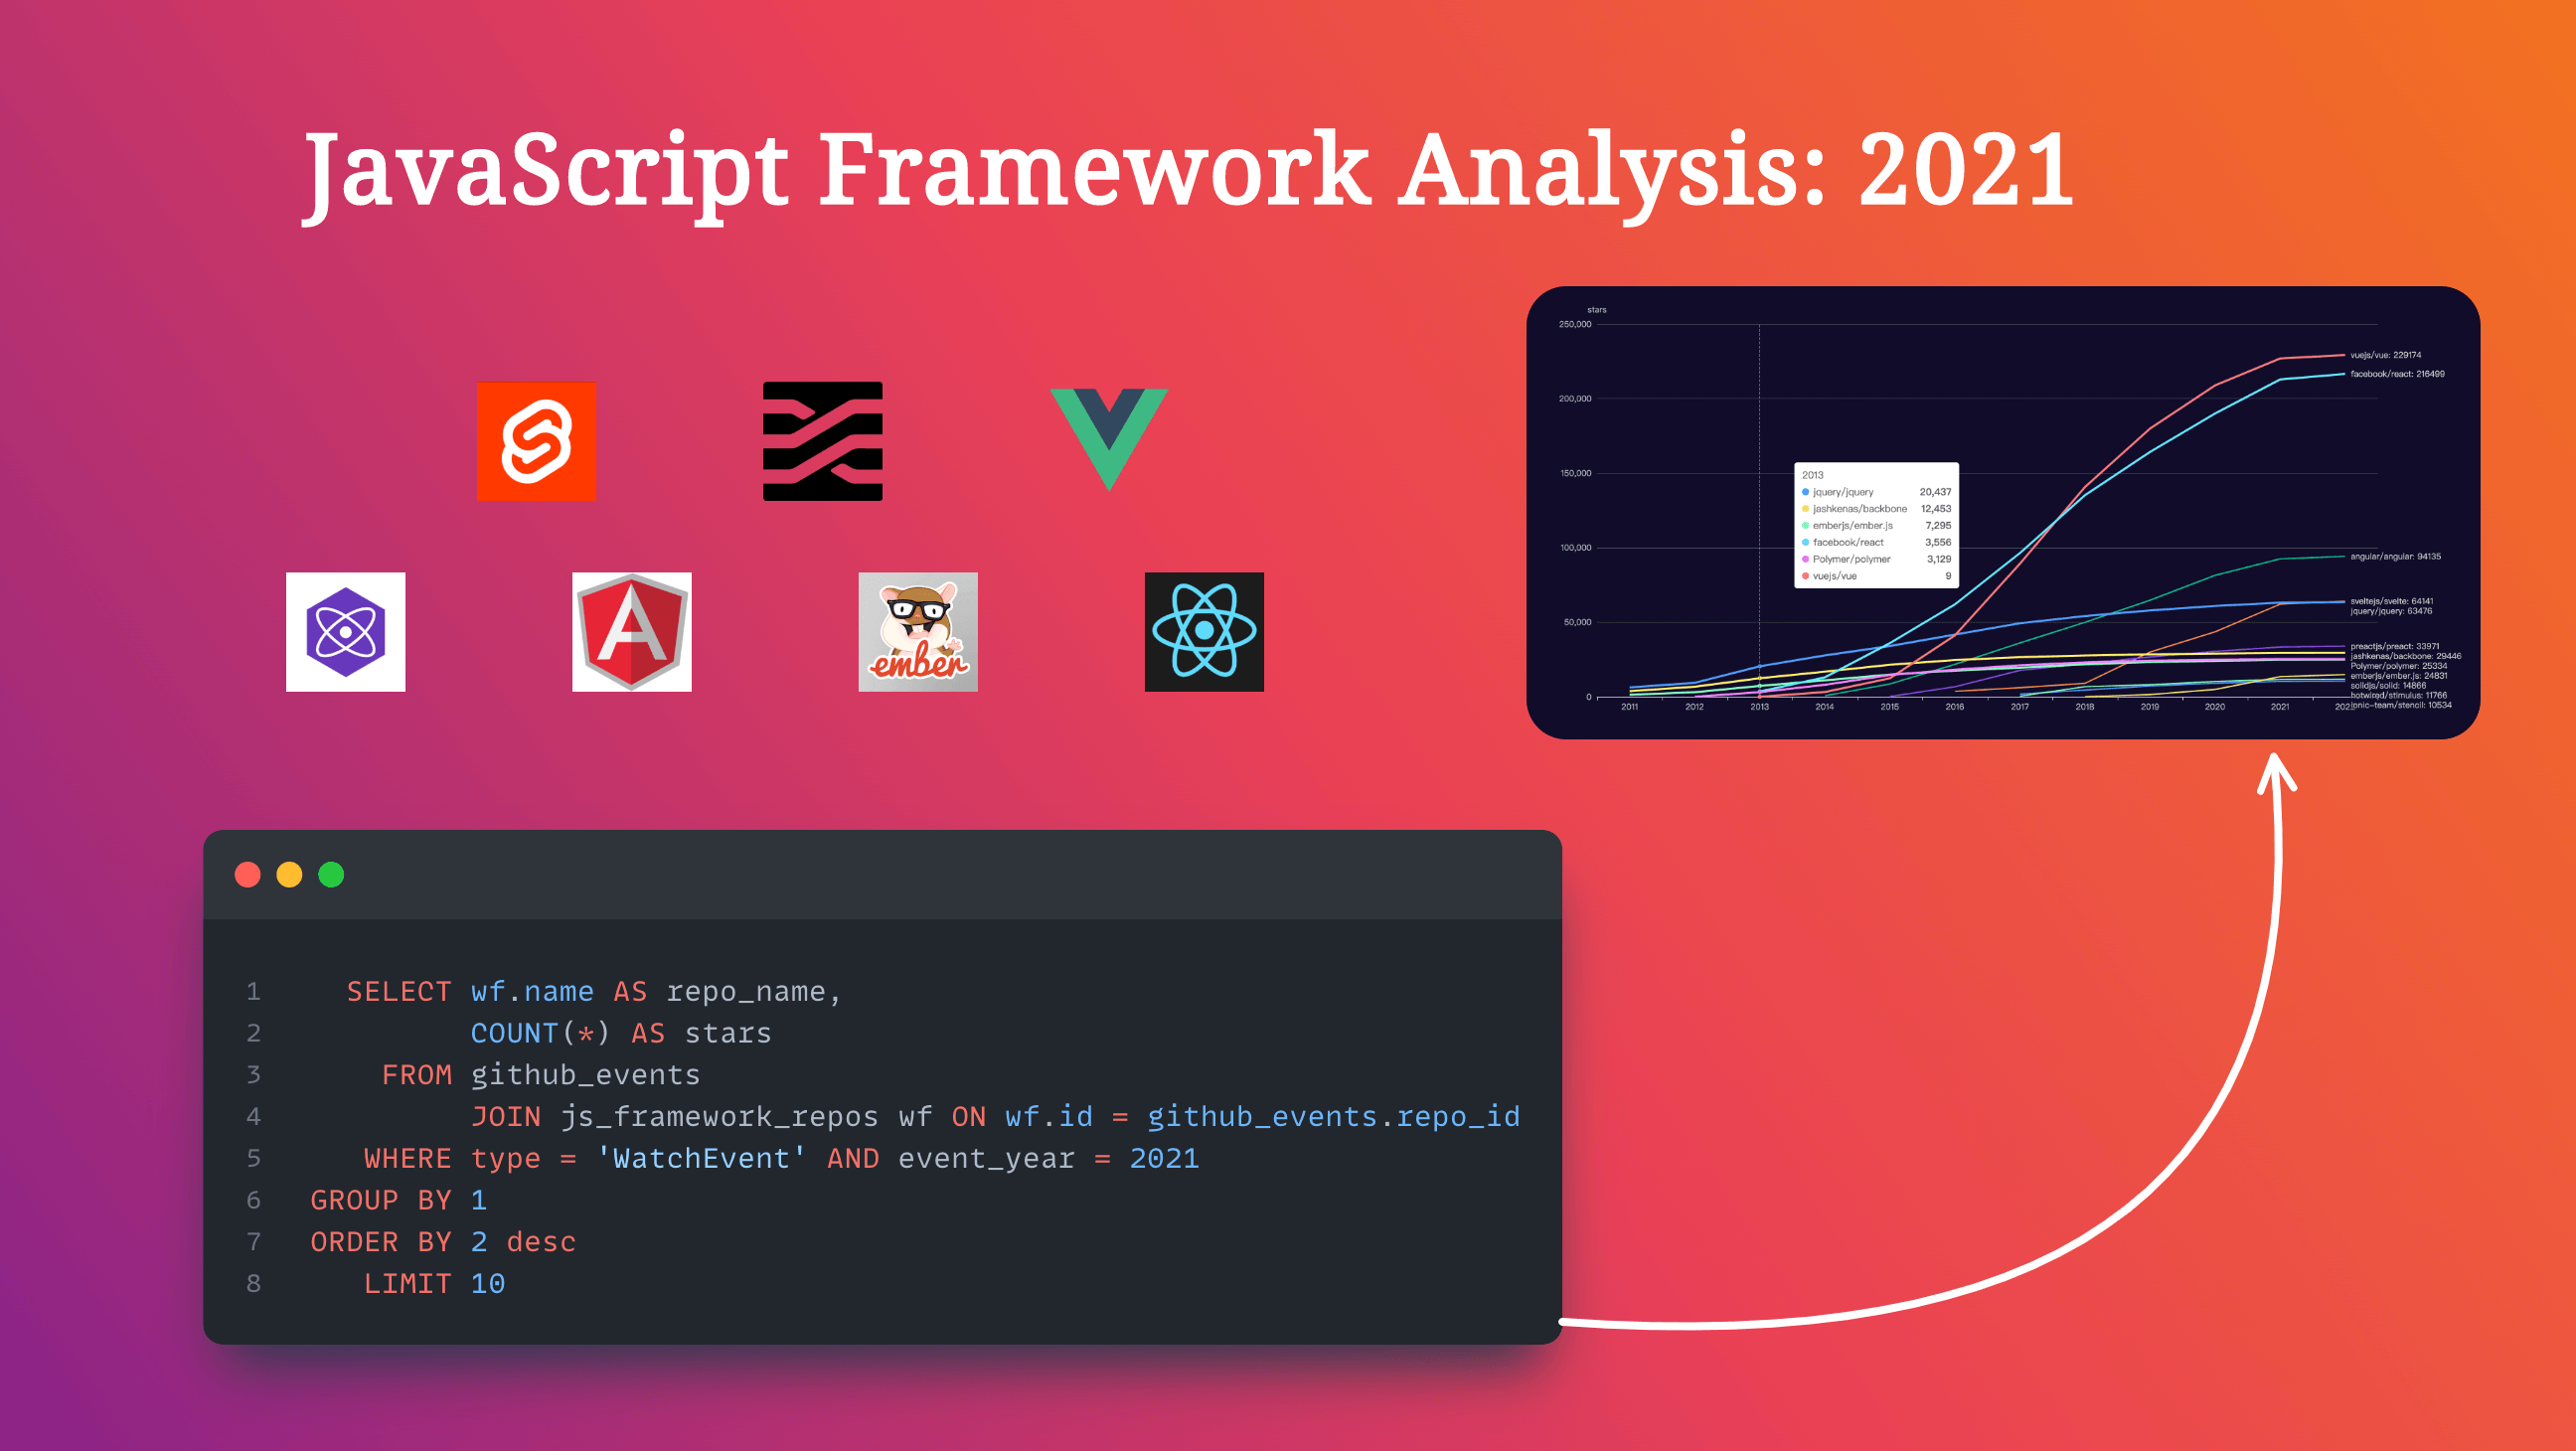 JavaScript Framework Analysis: 2021
ember
stars
250,000
200,000
150,000
100,000
50,000
0
2011 2012 2013 2014 2015 2016 2017 2018 2019 2020 2021
2013
jquery/jquery 20,437
jashkenas/backbone 12,453
emberjs/ember.js 7,295
facebook/react 3,556
Polymer/polymer 3,129
vuejs/vue 9
vuejs/vue: 229174
facebook/react: 216499
angular/angular: 94135
sveltejs/svelte: 64141
jquery/jquery: 63476
preactjs/preact: 33971
jashkenas/backbone: 29446
Polymer/polymer: 25334
emberjs/ember.js: 24831
solidjs/solid: 14866
hotwired/stimulus: 11766
ionic-team/stencil: 10534
1 SELECT wf.name AS repo_name,
2 COUNT(*) AS stars
3 FROM github_events
4 JOIN js_framework_repos wf ON wf.id = github_events.repo_id
5 WHERE type = 'WatchEvent' AND event_year = 2021
6 GROUP BY 1
7 ORDER BY 2 desc
8 LIMIT 10